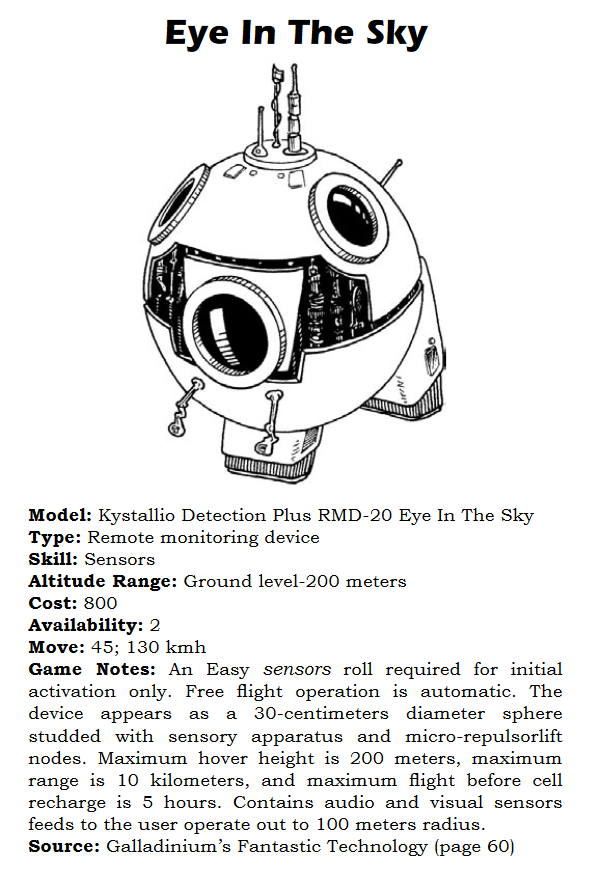 Eye In The Sky
Model: Kystallio Detection Plus RMD-20 Eye In The Sky
Type: Remote monitoring device
Skill: Sensors
Altitude Range: Ground level-200 meters
Cost: 800
Availability: 2
Move: 45; 130 kmh
Game Notes: An Easy sensors roll required for initial
activation only. Free flight operation is automatic. The
device appears as a 30-centimeters diameter sphere
studded with sensory apparatus and micro-repulsorlift
nodes. Maximum hover height is 200 meters, maximum
range is 10 kilometers, and maximum flight before cell
recharge is 5 hours. Contains audio and visual sensors
feeds to the user operate out to 100 meters radius.
Source: Galladinium’s Fantastic Technology (page 60)